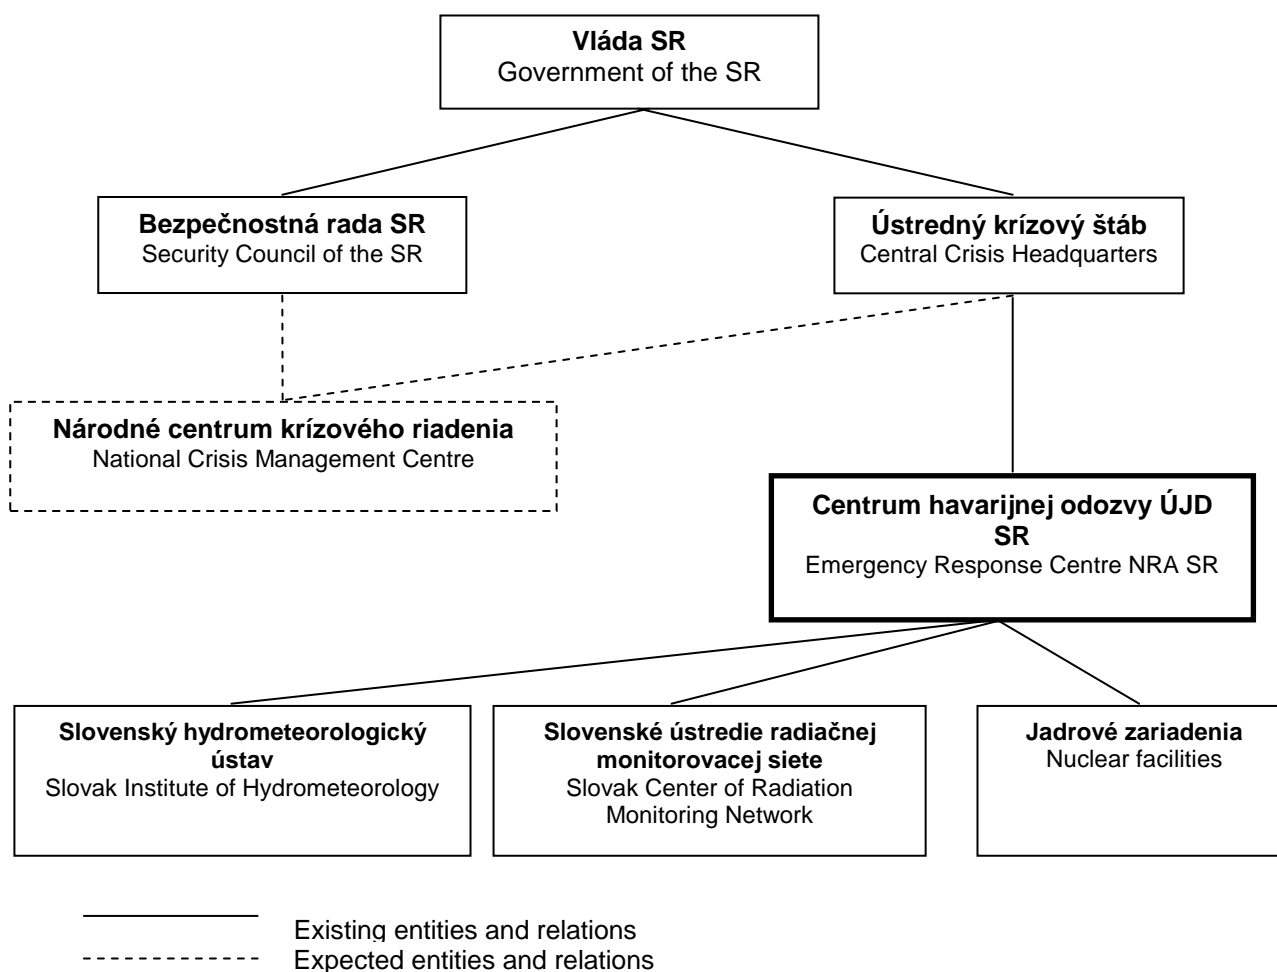 Vláda SR
Government of the SR
Bezpečnostná rada SR
Security Council of the SR
Ústredný krízový štáb
Central Crisis Headquarters
Národné centrum krízového riadenia
National Crisis Management Centre
Centrum havarijnej odozvy ÚJD
SR
Emergency Response Centre NRA SR
Slovenský hydrometeorologický
ústav
Slovak Institute of Hydrometeorology
Slovenské ústredie radiačnej
monitorovacej siete
Slovak Center of Radiation
Monitoring Network
Jadrové zariadenia
Nuclear facilities
Existing entities and relations
Expected entities and relations